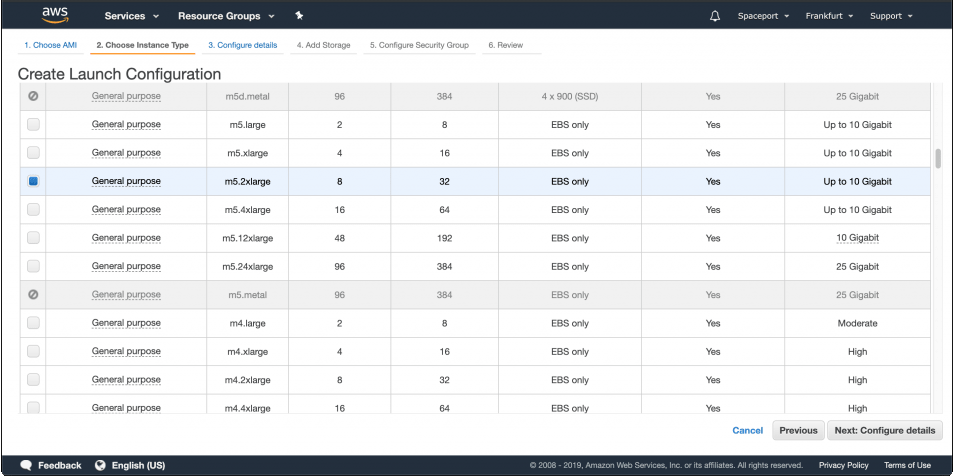 aws Services Resource Groups Spaceport Frankfurt Support
1. Choose AMI 2. Choose Instance Type 3. Configure details 4. Add Storage 5. Configure Security Group 6. Review
Create Launch Configuration
General purpose m5d.metal 96 384 4 x 900 (SSD) Yes 25 Gigabit
General purpose m5.large 2 8 EBS only Yes Up to 10 Gigabit
General purpose m5.xlarge 4 16 EBS only Yes Up to 10 Gigabit
General purpose m5.2xlarge 8 32 EBS only Yes Up to 10 Gigabit
General purpose m5.4xlarge 16 64 EBS only Yes Up to 10 Gigabit
General purpose m5.12xlarge 48 192 EBS only Yes 10 Gigabit
General purpose m5.24xlarge 96 384 EBS only Yes 25 Gigabit
General purpose m5.metal 96 384 EBS only Yes 25 Gigabit
General purpose m4.large 2 8 EBS only Yes Moderate
General purpose m4.xlarge 4 16 EBS only Yes High
General purpose m4.2xlarge 8 32 EBS only Yes High
General purpose m4.4xlarge 16 64 EBS only Yes High
Cancel Previous Next: Configure details
Feedback English (US) © 2008 - 2019, Amazon Web Services, Inc. or its affiliates. All rights reserved. Privacy Policy Terms of Use